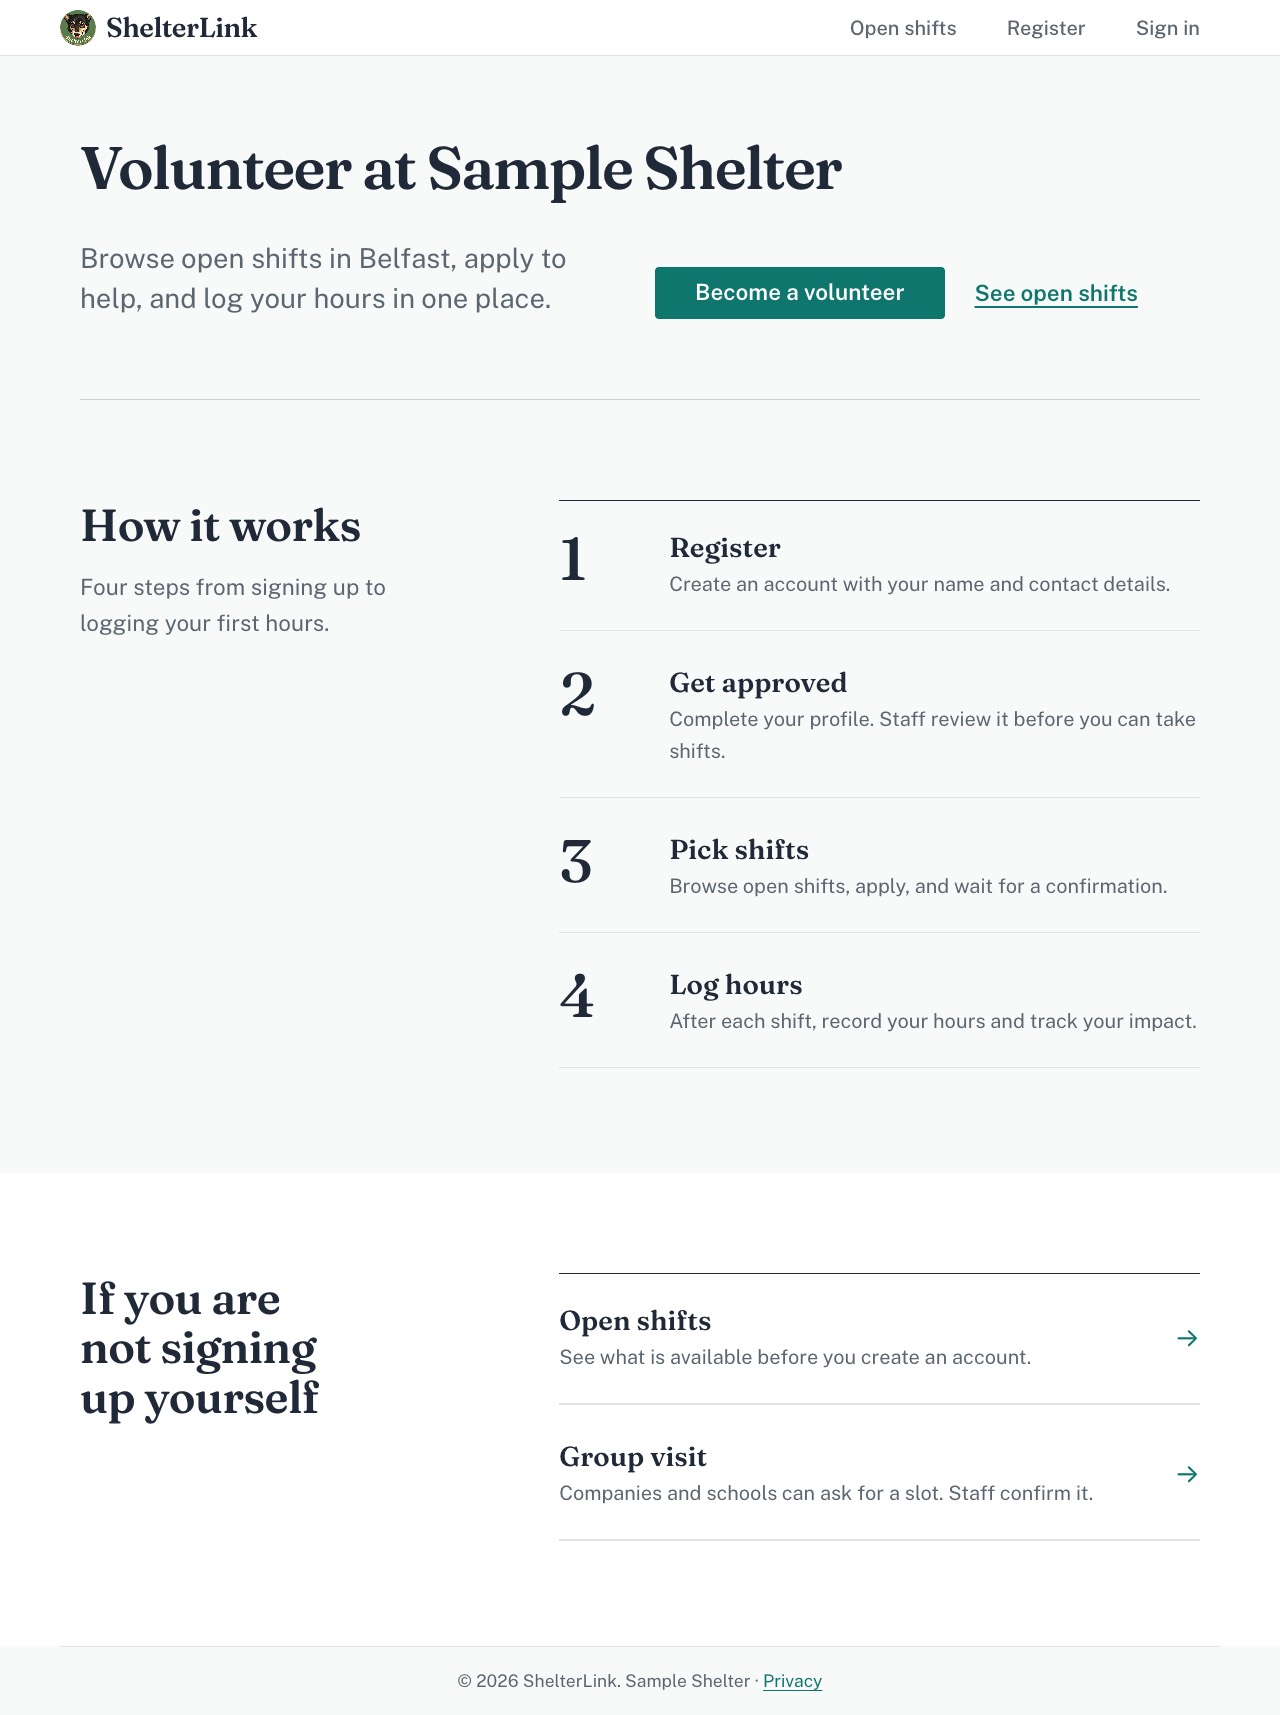 ShelterLink
Open shifts
Register
Sign in
Volunteer at Sample Shelter
Browse open shifts in Belfast, apply to
help, and log your hours in one place.
Become a volunteer
See open shifts
How it works
Four steps from signing up to
logging your first hours.
1
Register
Create an account with your name and contact details.
2
Get approved
Complete your profile. Staff review it before you can take
shifts.
3
Pick shifts
Browse open shifts, apply, and wait for a confirmation.
4
Log hours
After each shift, record your hours and track your impact.
If you are
not signing
up yourself
Open shifts
See what is available before you create an account.
→
Group visit
Companies and schools can ask for a slot. Staff confirm it.
→
© 2026 ShelterLink. Sample Shelter · Privacy